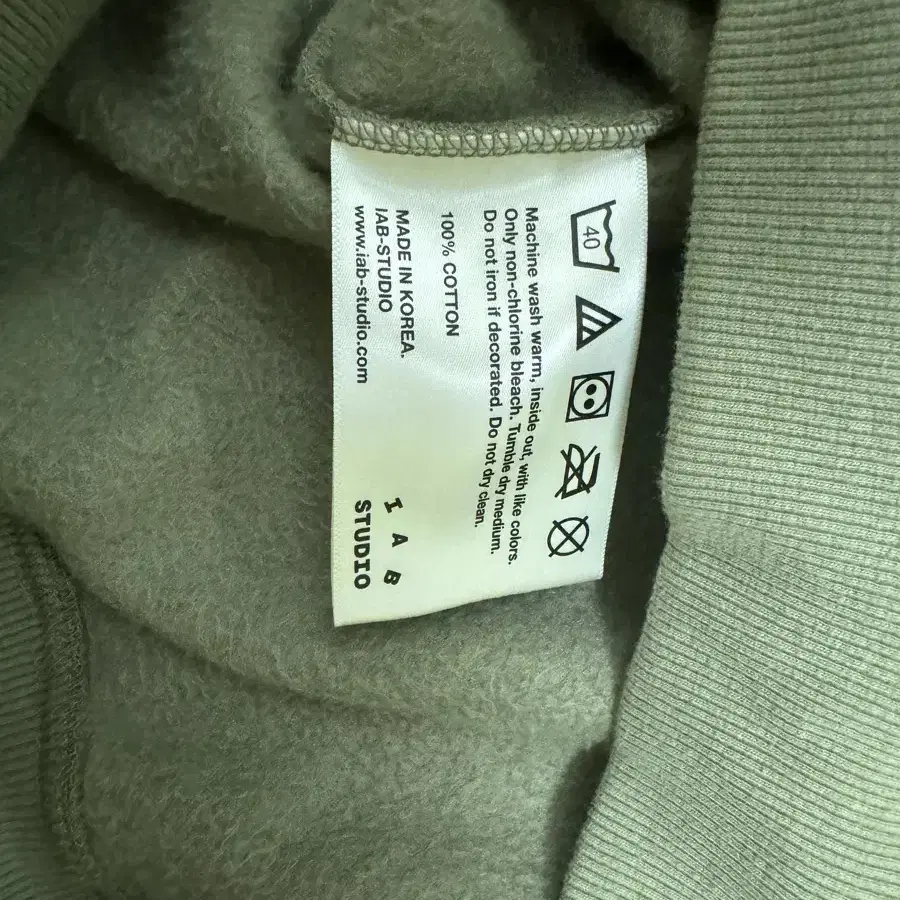 40
Machine wash warm, inside out, with like colors.
Only non-chlorine bleach. Tumble dry medium.
Do not iron if decorated. Do not dry clean.
100% COTTON
MADE IN KOREA.
IAB-STUDIO
www.iab-studio.com
I A B
STUDIO